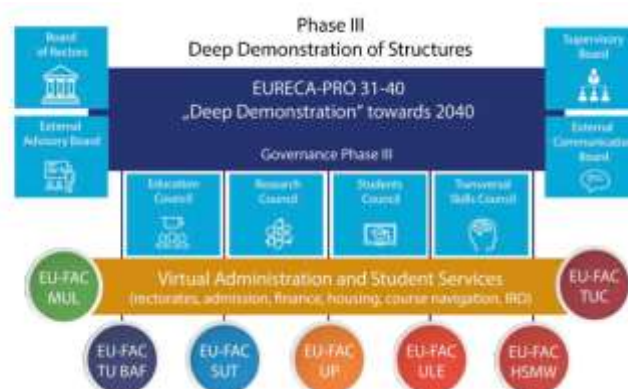 Phase III
Deep Demonstration of Structures
Board
of Rectors
Supervisory
Board
EURECA-PRO 31-40
„Deep Demonstration" towards 2040
External
Advisory Board
External
Communication
Board
Governance Phase III
Education
Council
Research
Council
Students
Council
Transversal
Skills Council
EU-FAC
MUL
Virtual Administration and Student Services
(rectorates, admission, finance, housing, course navigation, IRO)
EU-FAC
TUC
EU-FAC
TU BAF
EU-FAC
SUT
EU-FAC
UP
EU-FAC
ULE
EU-FAC
HSMW